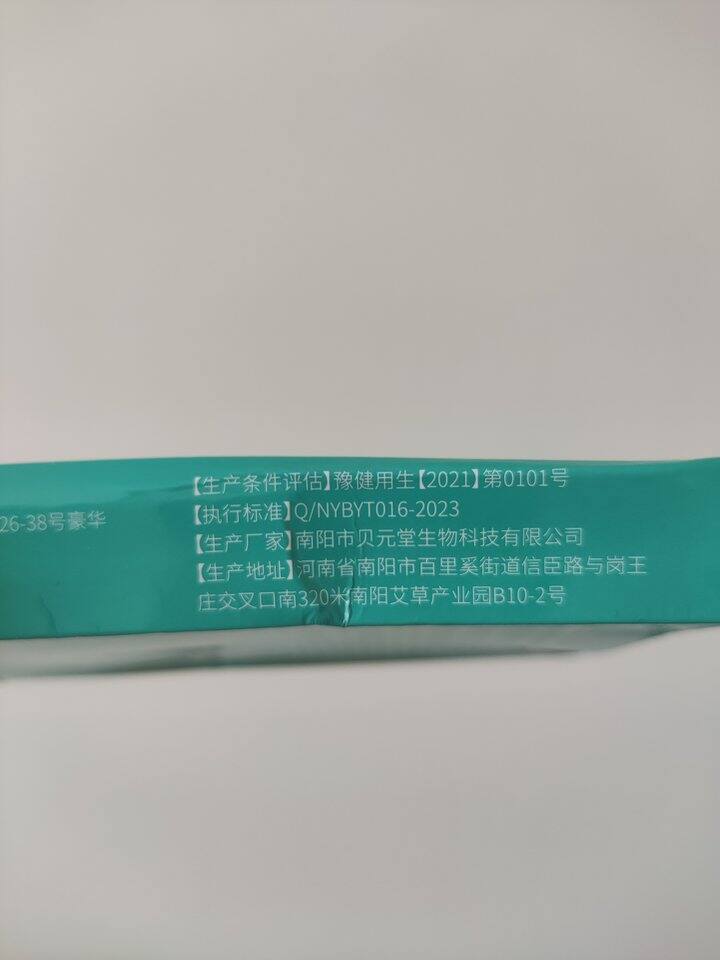 26-38号豪华
【生产条件评估】豫健用生【2021】第0101号
【执行标准】Q/NYBYT016-2023
【生产厂家】南阳市贝元堂生物科技有限公司
【生产地址】河南省南阳市百里奚街道信臣路与岗王
庄交叉口南320米南阳艾草产业园B10-2号